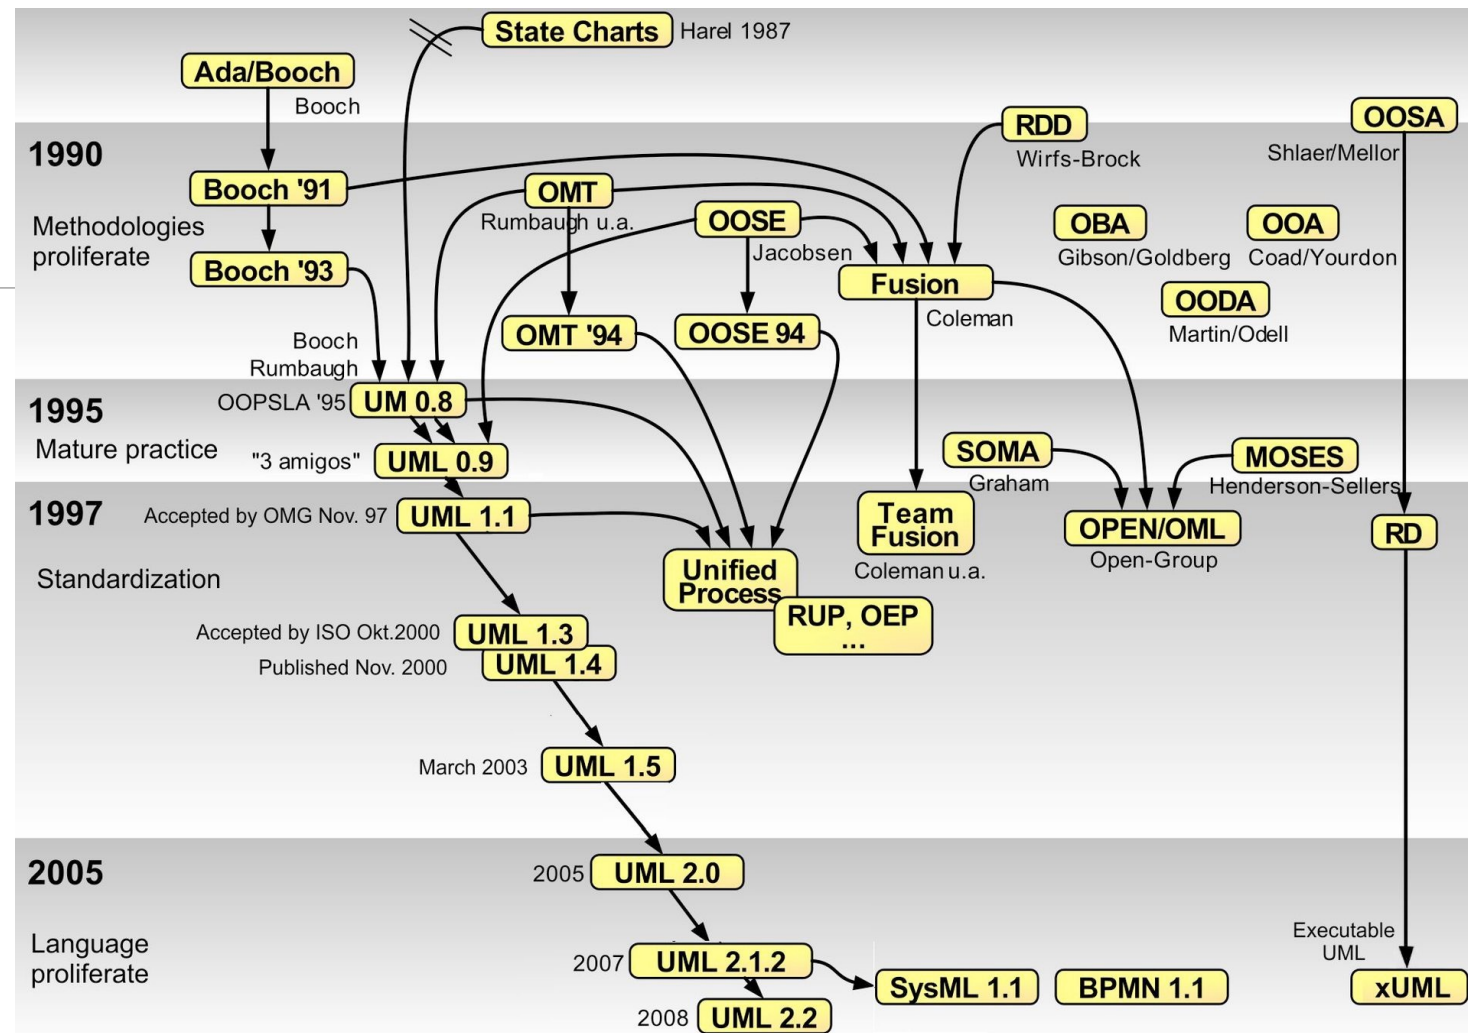 State Charts
Harel 1987
Ada/Booch
Booch
RDD
Wirfs-Brock
OOSA
Shlaer/Mellor
1990
Methodologies
proliferate
Booch '91
OMT
Rumbaugh u.a.
OOSE
Jacobsen
OBA
Gibson/Goldberg
OOA
Coad/Yourdon
Booch '93
Fusion
Coleman
OODA
Martin/Odell
OMT '94
OOSE 94
Booch
Rumbaugh
OOPSLA '95
UM 0.8
1995
Mature practice
"3 amigos"
UML 0.9
SOMA
Graham
MOSES
Henderson-Sellers
1997
Accepted by OMG Nov. 97
UML 1.1
Team
Fusion
Coleman u.a.
OPEN/OML
Open-Group
RD
Standardization
Unified
Process
RUP, OEP
...
Accepted by ISO Okt.2000
UML 1.3
Published Nov. 2000
UML 1.4
March 2003
UML 1.5
2005
2005
UML 2.0
Language
proliferate
2007
UML 2.1.2
SysML 1.1
BPMN 1.1
Executable
UML
xUML
2008
UML 2.2